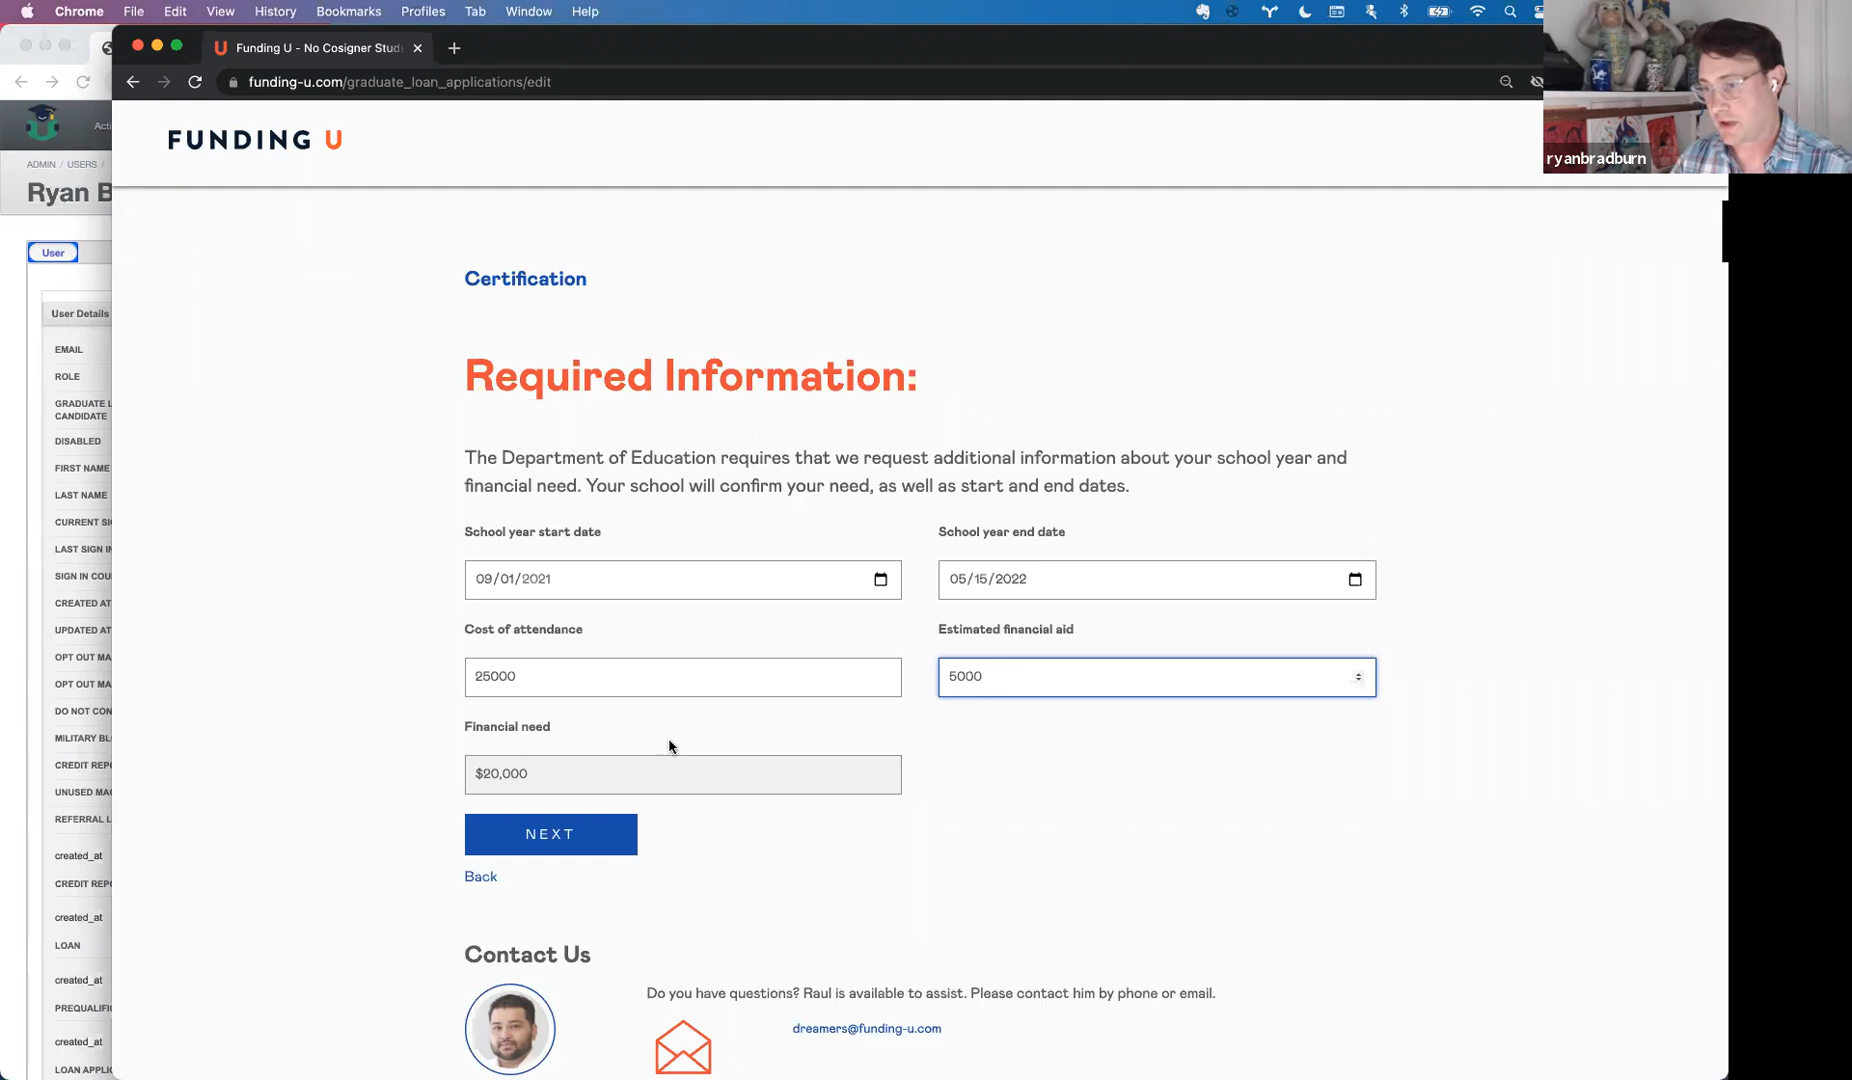 Chrome File Edit View History Bookmarks Profiles Tab Window Help
Funding U - No Cosigner Stud
funding-u.com/graduate_loan_applications/edit
FUNDING U
ryanbradburn
Acti
ADMIN / USERS /
Ryan B
User
User Details
EMAIL
ROLE
GRADUATE L
CANDIDATE
DISABLED
FIRST NAME
LAST NAME
CURRENT SI
LAST SIGN IN
SIGN IN COU
CREATED AT
UPDATED AT
OPT OUT MA
OPT OUT MA
DO NOT CON
MILITARY BL
CREDIT REPO
UNUSED MAG
REFERRAL L
created_at
CREDIT REPO
created_at
LOAN
created_at
PREQUALIFIC
created_at
LOAN APPLIC
Certification
Required Information:
The Department of Education requires that we request additional information about your school year and
financial need. Your school will confirm your need, as well as start and end dates.
School year start date School year end date
09/01/2021 05/15/2022
Cost of attendance Estimated financial aid
25000 5000
Financial need
$20,000
NEXT
Back
Contact Us
Do you have questions? Raul is available to assist. Please contact him by phone or email.
dreamers@funding-u.com